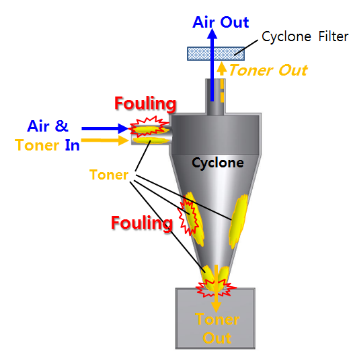 Air Out
Cyclone Filter
Toner Out
Fouling
Air &
Toner In
Cyclone
Toner
Fouling
Toner
Out